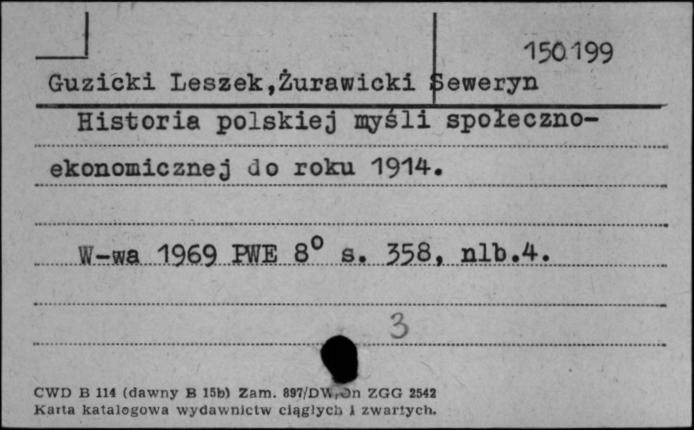 150199
Guzicki Leszek,Żurawicki Seweryn
Historia polskiej myśli społeczno-
ekonomicznej do roku 1914.
W-wa 1969 PWE 8° s. 358, nlb.4.
3
CWD B 114 (dawny B 15b) Zam. 897/DW, ZGG 2542
Karta katalogowa wydawnictw ciągłych i zwartych.